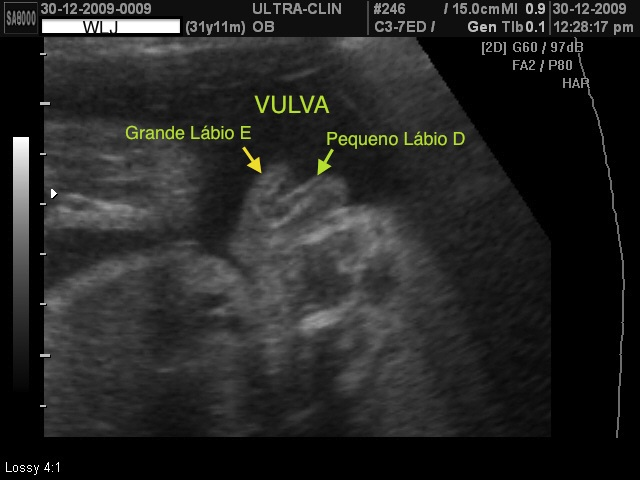 SA8000
30-12-2009-0009 ULTRA-CLIN #246 / 15.0cm MI 0.9 30-12-2009
WLJ (31y11m) OB C3-7ED / Gen TIb 0.1 12:28:17 pm
[2D] G60 / 97dB
FA2 / P80
HAR
VULVA
Grande Lábio E
Pequeno Lábio D
Lossy 4:1